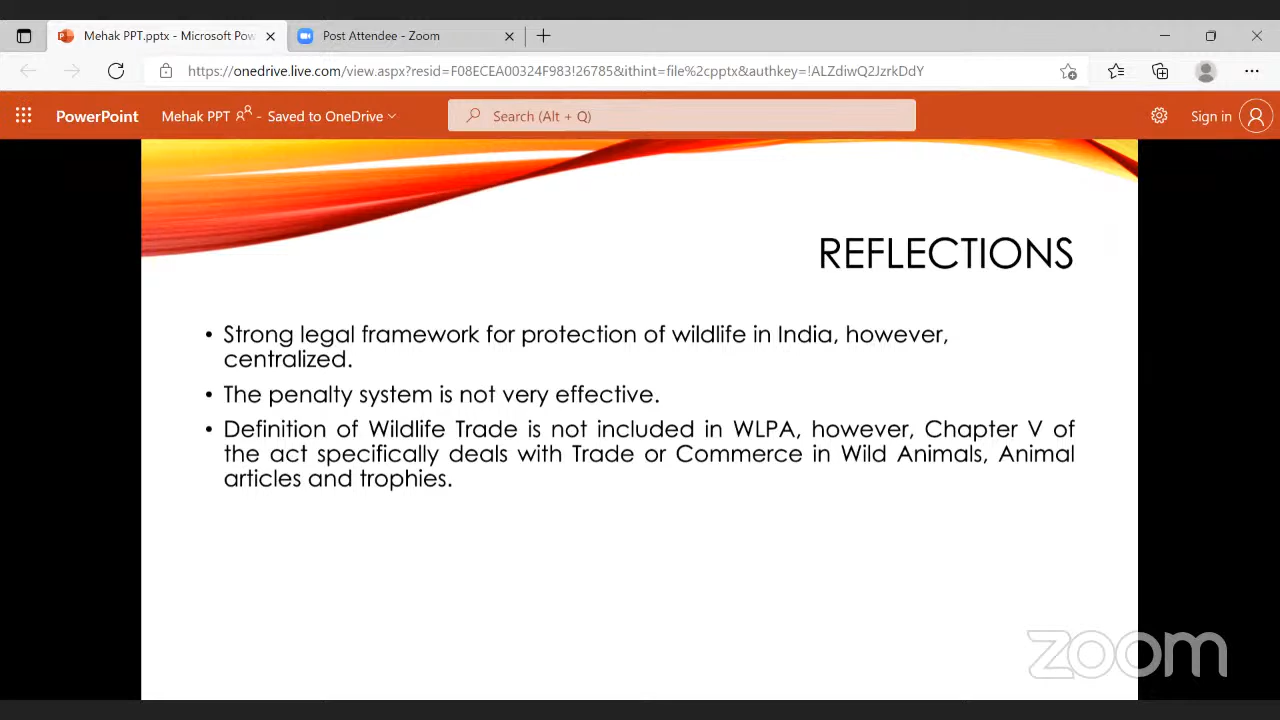 Mehak PPT.pptx - Microsoft Pow
Post Attendee - Zoom
https://onedrive.live.com/view.aspx?resid=F08ECEA00324F983!26785&ithint=file%2cpptx&authkey=!ALZdiwQ2JzrkDdY
PowerPoint Mehak PPT - Saved to OneDrive Search (Alt + Q) Sign in
REFLECTIONS
• Strong legal framework for protection of wildlife in India, however,
centralized.
• The penalty system is not very effective.
• Definition of Wildlife Trade is not included in WLPA, however, Chapter V of
the act specifically deals with Trade or Commerce in Wild Animals, Animal
articles and trophies.
zoom